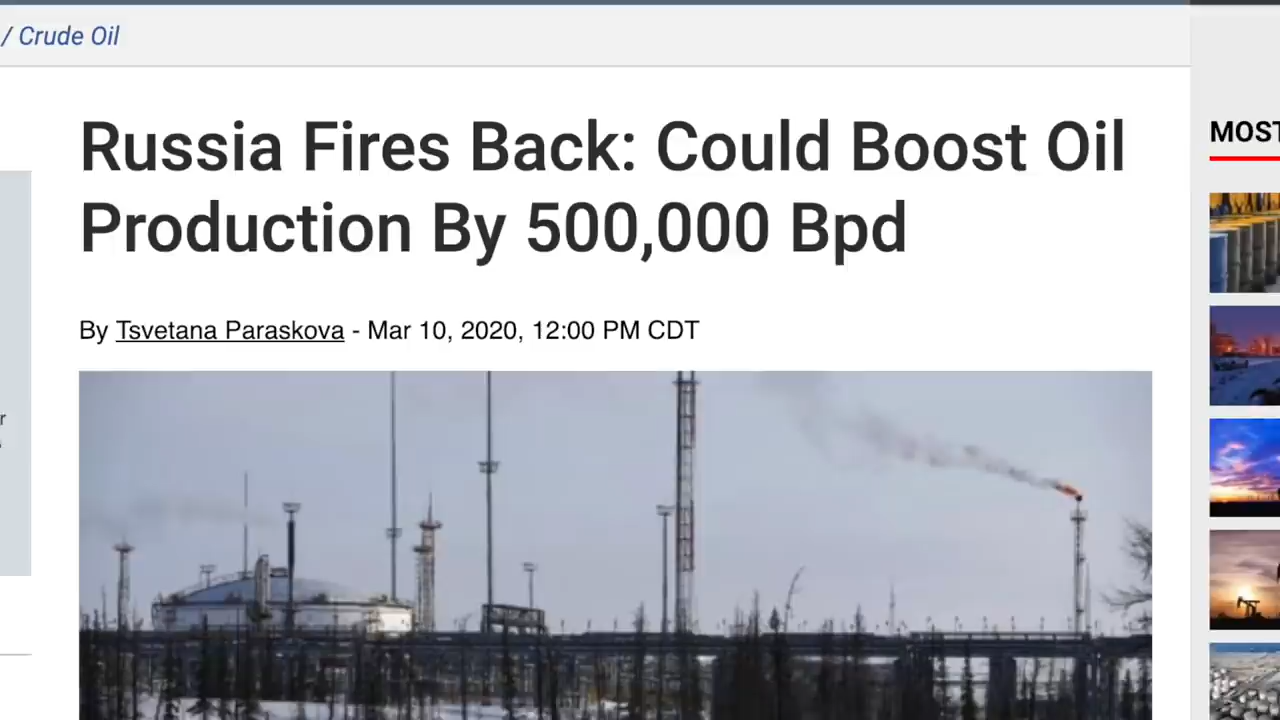 / Crude Oil
Russia Fires Back: Could Boost Oil
Production By 500,000 Bpd
By Tsvetana Paraskova - Mar 10, 2020, 12:00 PM CDT
MOST
r